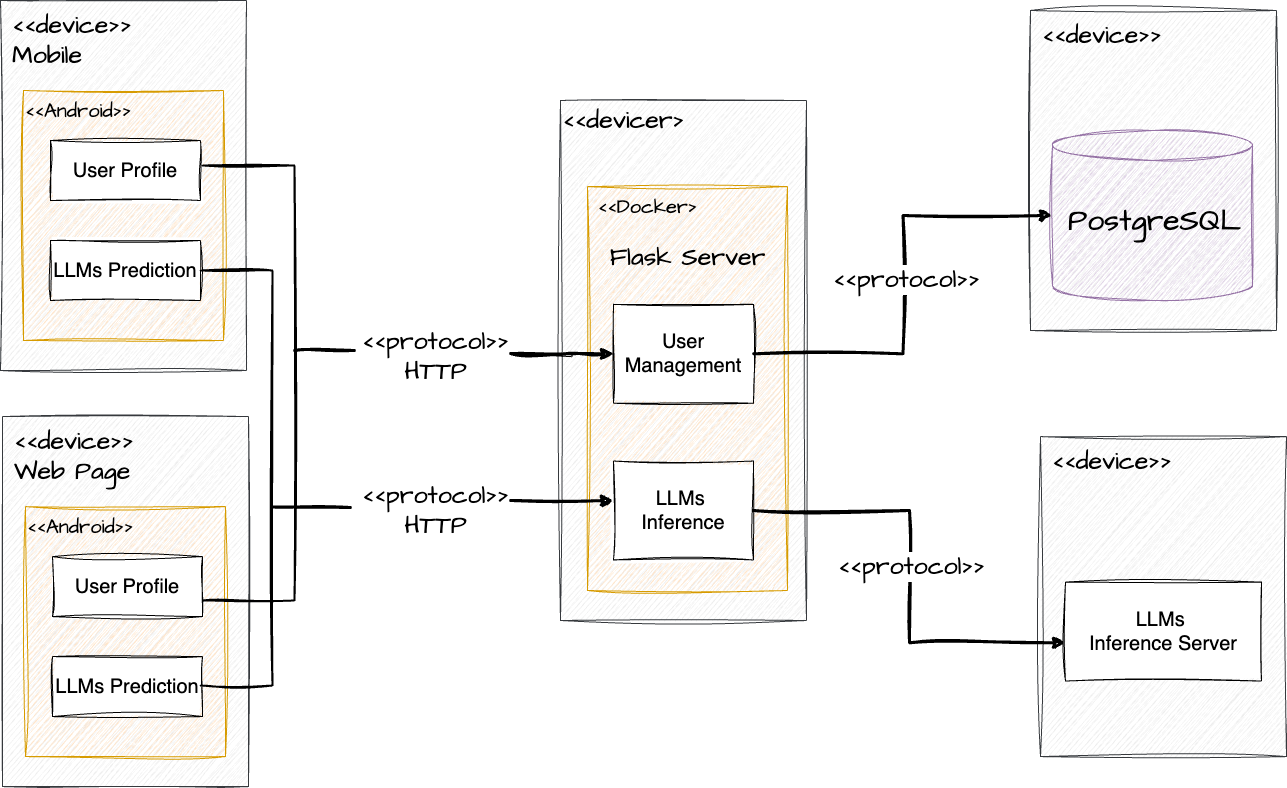 <<device>>
Mobile
<<Android>>
User Profile
LLMs Prediction
<<device>>
Web Page
<<Android>>
User Profile
LLMs Prediction
<<protocol>>
HTTP
<<protocol>>
HTTP
<<devicer>
<<Docker>
Flask Server
User
Management
LLMs
Inference
<<protocol>>
<<protocol>>
<<device>>
PostgreSQL
<<device>>
LLMs
Inference Server